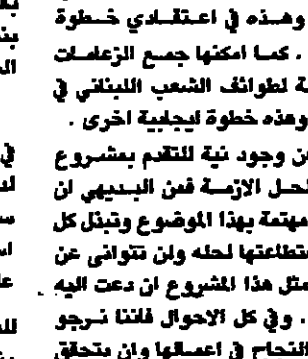 وهذه في اعتقادي خطوة
. كما امكنها جمع الزعامات
ة لطوائف الشعب اللبناني في
وهذه خطوة ايجابية اخرى .
ن وجود نية للتقدم بمشروع
لحل الازمة فمن البديهي ان
مهتمة بهذا الموضوع وتبذل كل
ستطاعتها لحله ولن تتوانى عن
مثل هذا المشروع ان دعت اليه
. وفي كل الاحوال فاننا نرجو
النجاح في اعمالها وان يتحقق